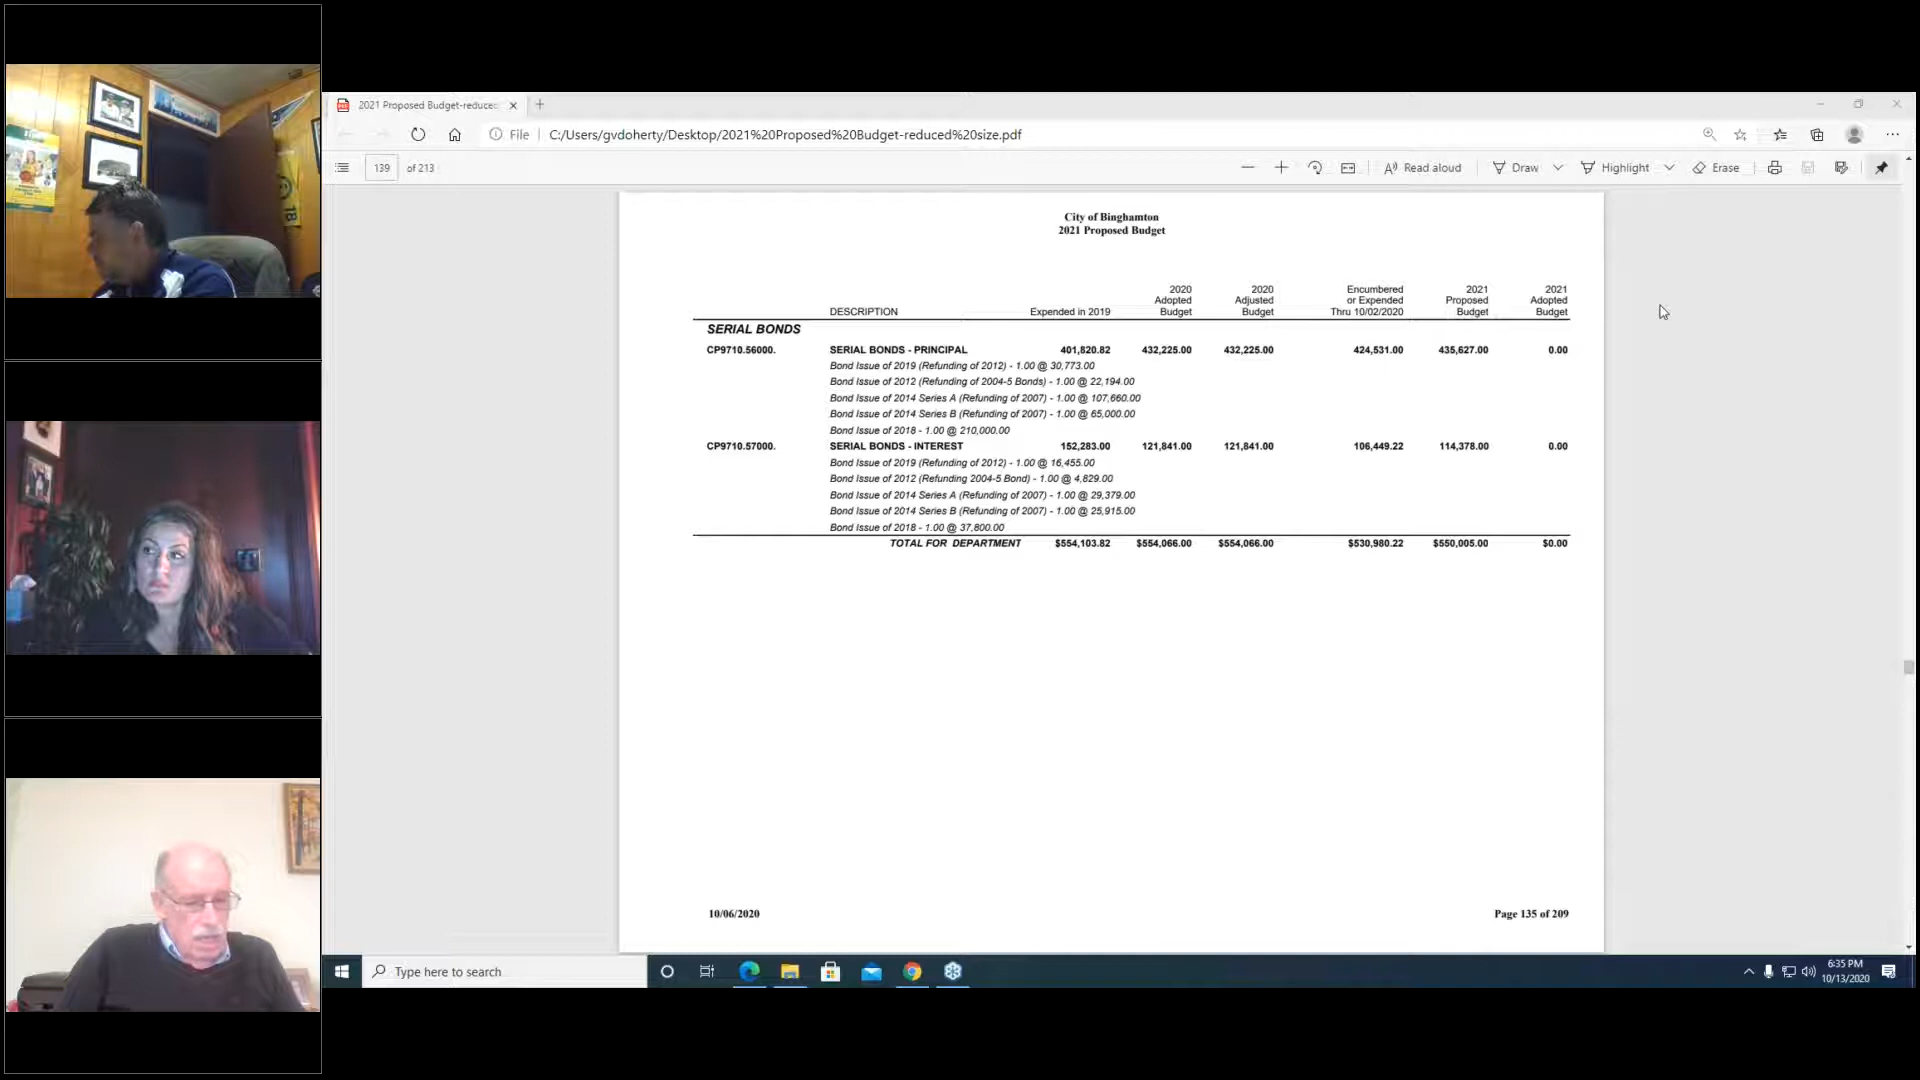 2021 Proposed Budget-reduced
File C:/Users/gvdoherty/Desktop/2021%20Proposed%20Budget-reduced%20size.pdf
139 of 213 Read aloud Draw Highlight Erase
City of Binghamton
2021 Proposed Budget
2020 2020 Encumbered 2021 2021
Adopted Adjusted or Expended Proposed Adopted
DESCRIPTION Expended in 2019 Budget Budget Thru 10/02/2020 Budget Budget
SERIAL BONDS
CP9710.56000. SERIAL BONDS - PRINCIPAL 401,820.82 432,225.00 432,225.00 424,531.00 435,627.00 0.00
Bond Issue of 2019 (Refunding of 2012) - 1.00 @ 30,773.00
Bond Issue of 2012 (Refunding of 2004-5 Bonds) - 1.00 @ 22,194.00
Bond Issue of 2014 Series A (Refunding of 2007) - 1.00 @ 107,660.00
Bond Issue of 2014 Series B (Refunding of 2007) - 1.00 @ 65,000.00
Bond Issue of 2018 - 1.00 @ 210,000.00
CP9710.57000. SERIAL BONDS - INTEREST 152,283.00 121,841.00 121,841.00 106,449.22 114,378.00 0.00
Bond Issue of 2019 (Refunding of 2012) - 1.00 @ 16,455.00
Bond Issue of 2012 (Refunding 2004-5 Bond) - 1.00 @ 4,829.00
Bond Issue of 2014 Series A (Refunding of 2007) - 1.00 @ 29,379.00
Bond Issue of 2014 Series B (Refunding of 2007) - 1.00 @ 25,915.00
Bond Issue of 2018 - 1.00 @ 37,800.00
TOTAL FOR DEPARTMENT $554,103.82 $554,066.00 $554,066.00 $530,980.22 $550,005.00 $0.00
10/06/2020 Page 135 of 209
Type here to search
6:35 PM
10/13/2020
18